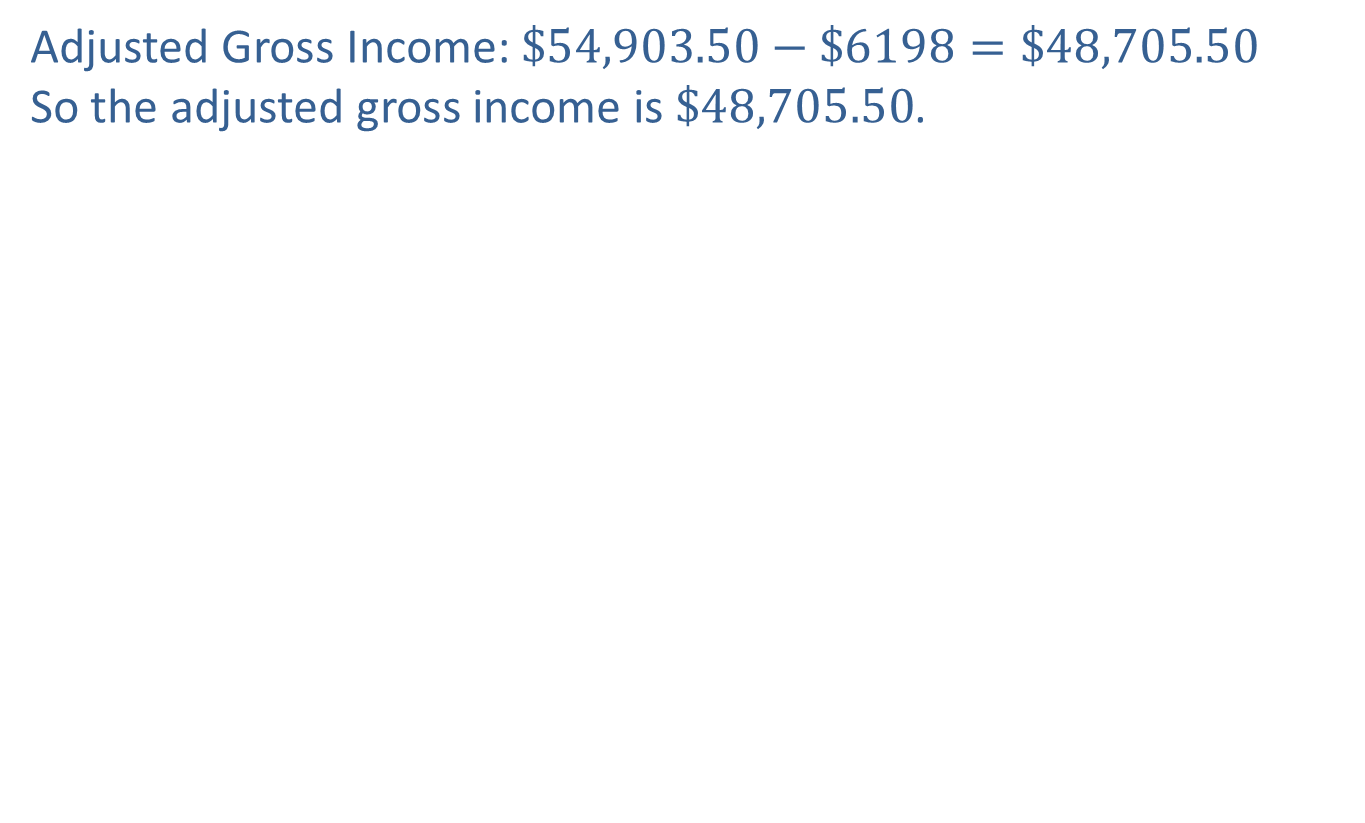 Adjusted Gross Income: $54,903.50 − $6198 = $48,705.50
So the adjusted gross income is $48,705.50.